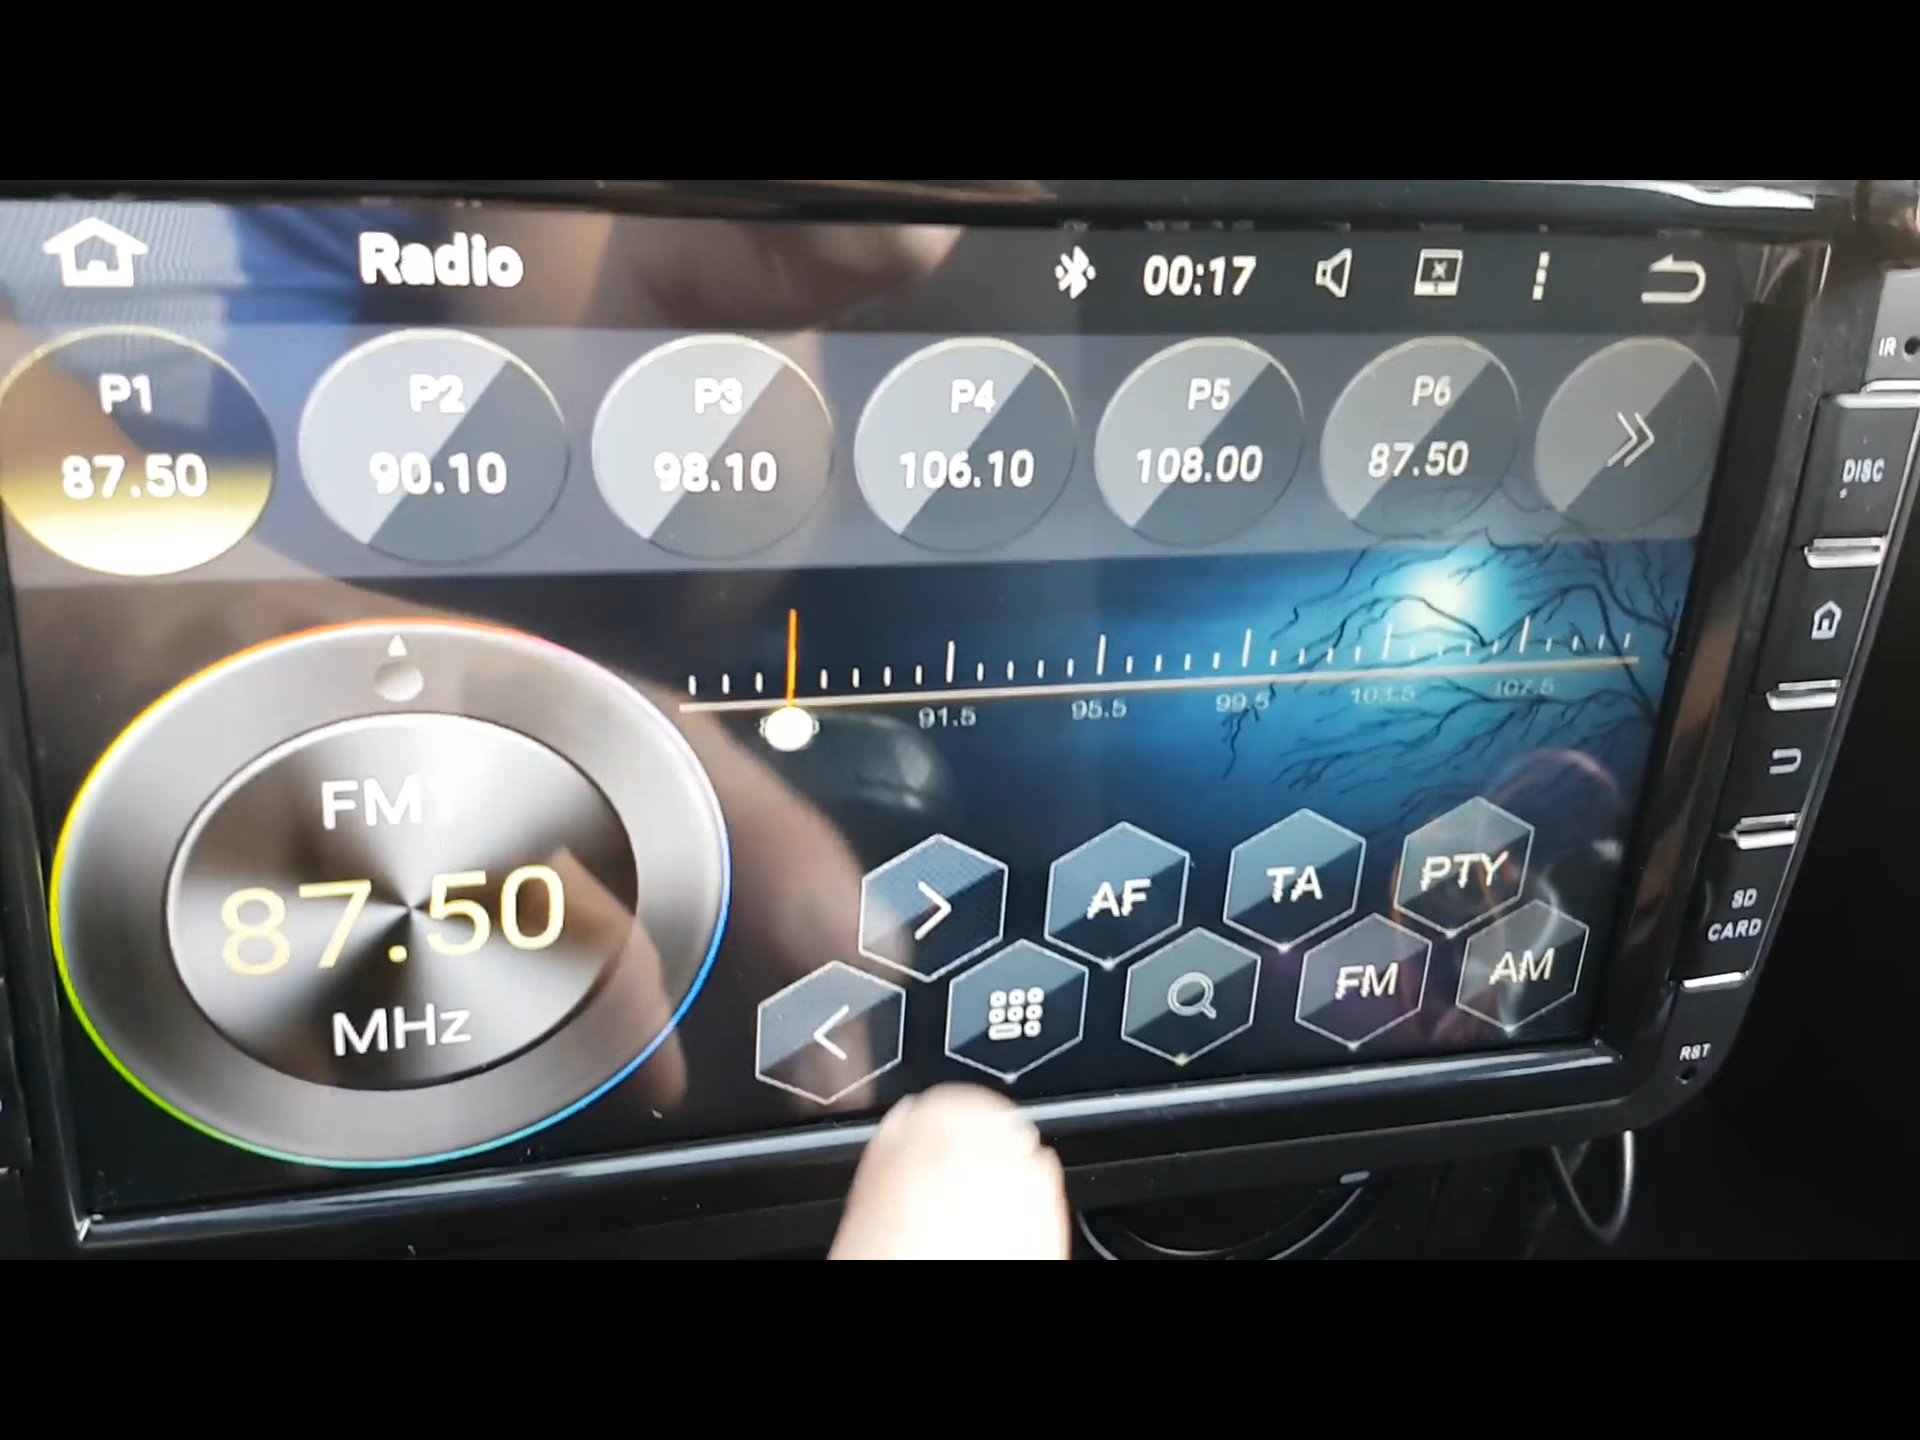 Radio
00:17
IR
P1
87.50
P2
90.10
P3
98.10
P4
106.10
P5
108.00
P6
87.50
DISC
91.5
95.5
99.5
103.5
107.5
FM1
87.50
MHz
AF
TA
PTY
FM
AM
SD
CARD
RST